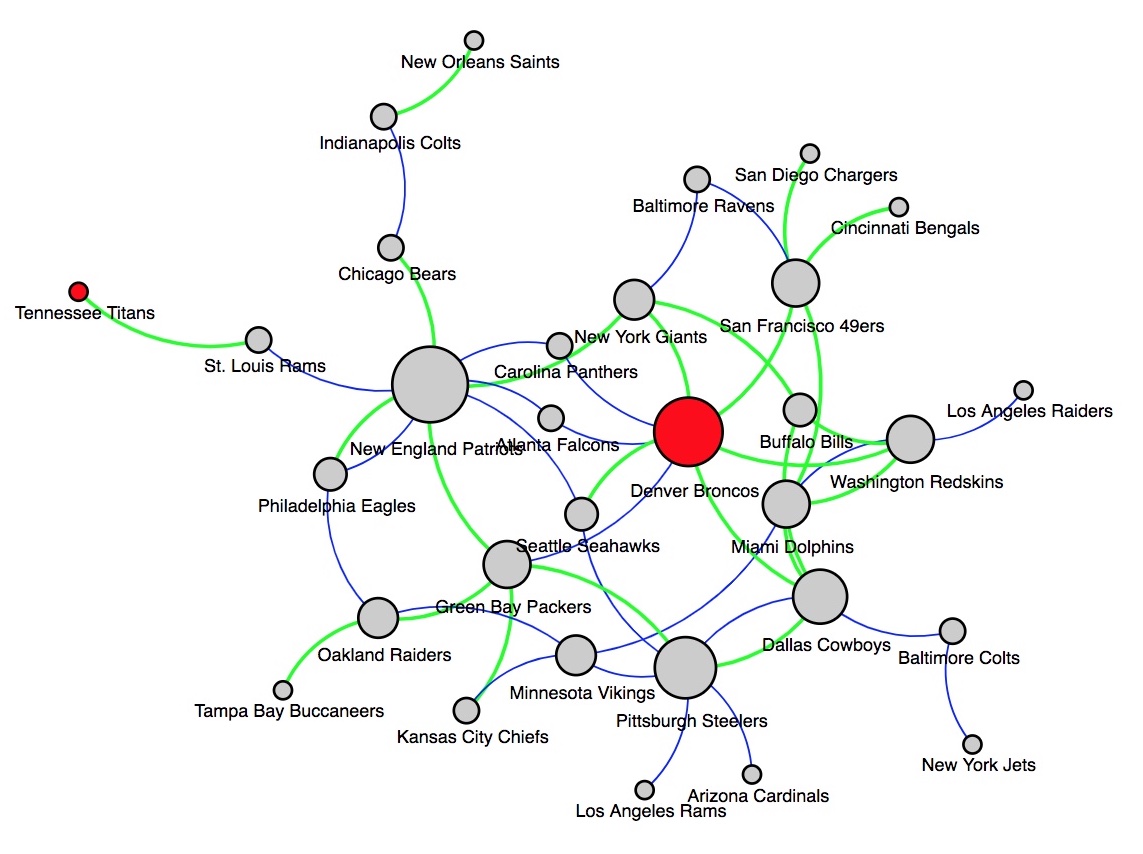 New Orleans Saints
Indianapolis Colts
San Diego Chargers
Baltimore Ravens
Cincinnati Bengals
Chicago Bears
Tennessee Titans
San Francisco 49ers
New York Giants
St. Louis Rams
Carolina Panthers
Los Angeles Raiders
Buffalo Bills
Atlanta Falcons
New England Patriots
Washington Redskins
Denver Broncos
Philadelphia Eagles
Seattle Seahawks
Miami Dolphins
Green Bay Packers
Dallas Cowboys
Oakland Raiders
Baltimore Colts
Minnesota Vikings
Tampa Bay Buccaneers
Pittsburgh Steelers
Kansas City Chiefs
New York Jets
Arizona Cardinals
Los Angeles Rams